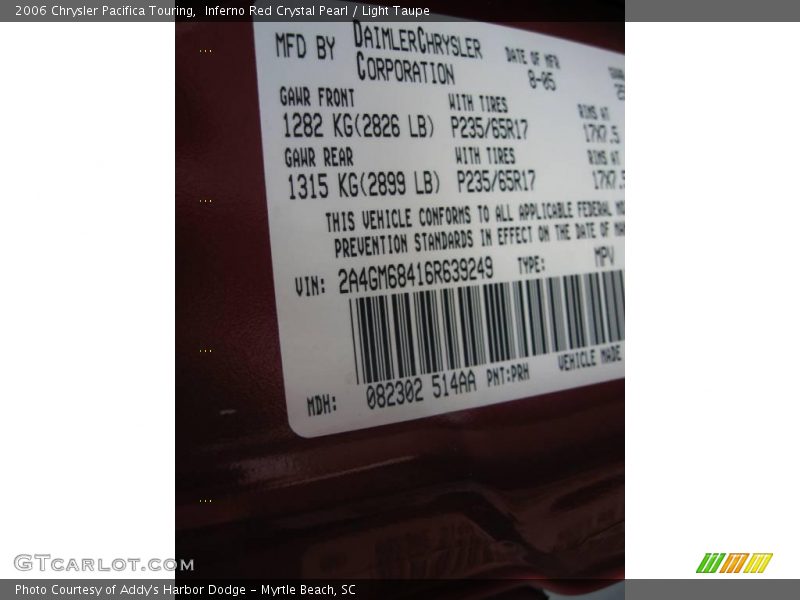 2006 Chrysler Pacifica Touring,  Inferno Red Crystal Pearl / Light Taupe
MFD BY DAIMLERCHRYSLER CORPORATION
DATE OF MFR
8-05
GAWR FRONT WITH TIRES RIMS AT
1282 KG(2826 LB) P235/65R17 17X7.5
GAWR REAR WITH TIRES RIMS AT
1315 KG(2899 LB) P235/65R17 17X7.5
THIS VEHICLE CONFORMS TO ALL APPLICABLE FEDERAL
PREVENTION STANDARDS IN EFFECT ON THE DATE OF
VIN: 2A4GM68416R639249 TYPE: MPV
MDH: 082302 514AA PNT:PRH VEHICLE MADE
GTcarlot.com
Photo Courtesy of Addy's Harbor Dodge - Myrtle Beach, SC